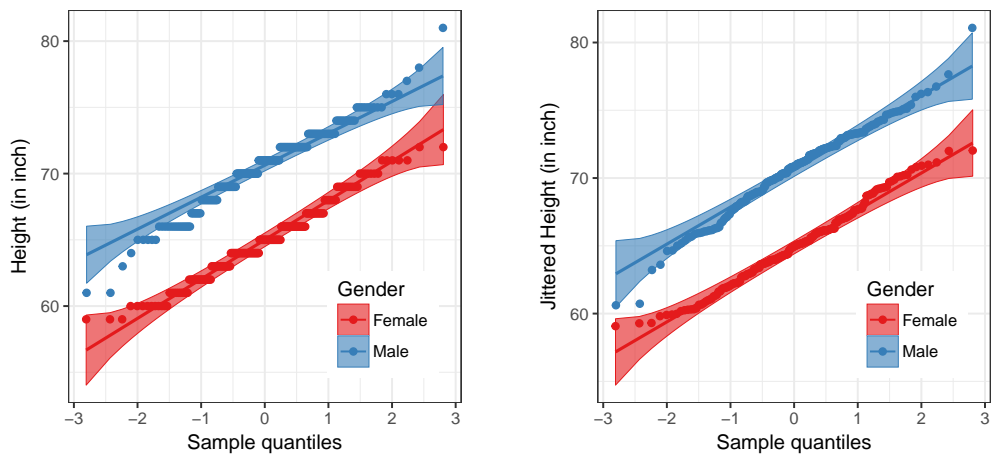 80
70
60
Height (in inch)
−3
−2
−1
0
1
2
3
Sample quantiles
Gender
Female
Male
80
70
60
Jittered Height (in inch)
−3
−2
−1
0
1
2
3
Sample quantiles
Gender
Female
Male